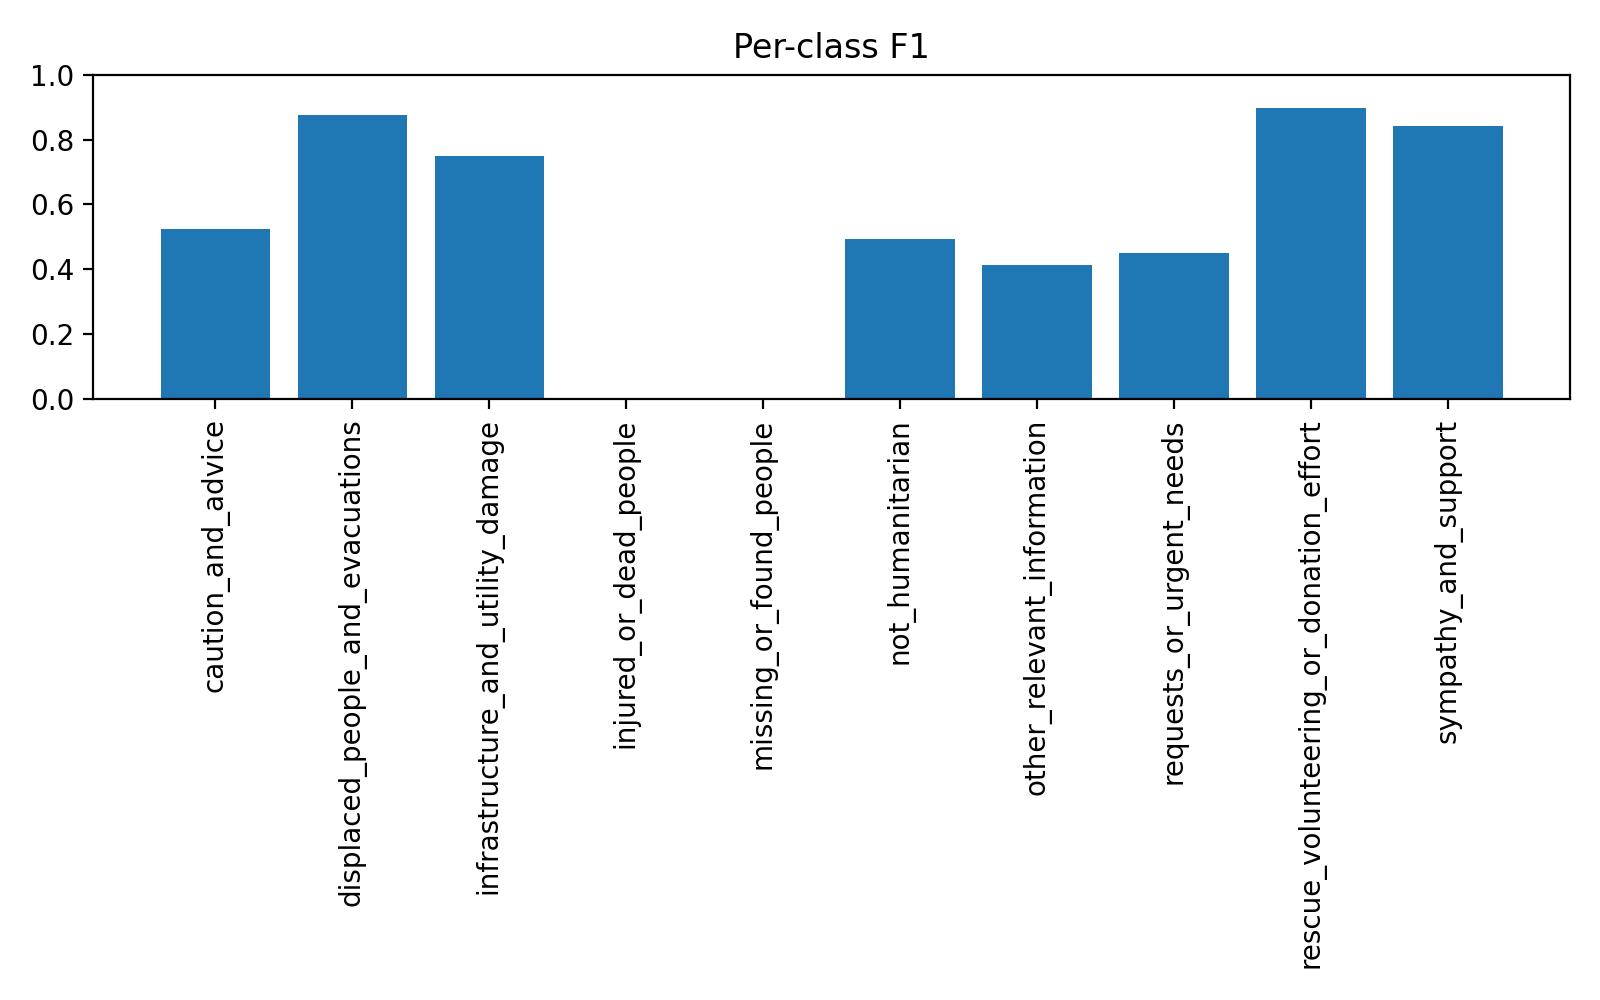 Per-class F1
1.0
0.8
0.6
0.4
0.2
0.0
caution_and_advice
displaced_people_and_evacuations
infrastructure_and_utility_damage
injured_or_dead_people
missing_or_found_people
not_humanitarian
other_relevant_information
requests_or_urgent_needs
rescue_volunteering_or_donation_effort
sympathy_and_support